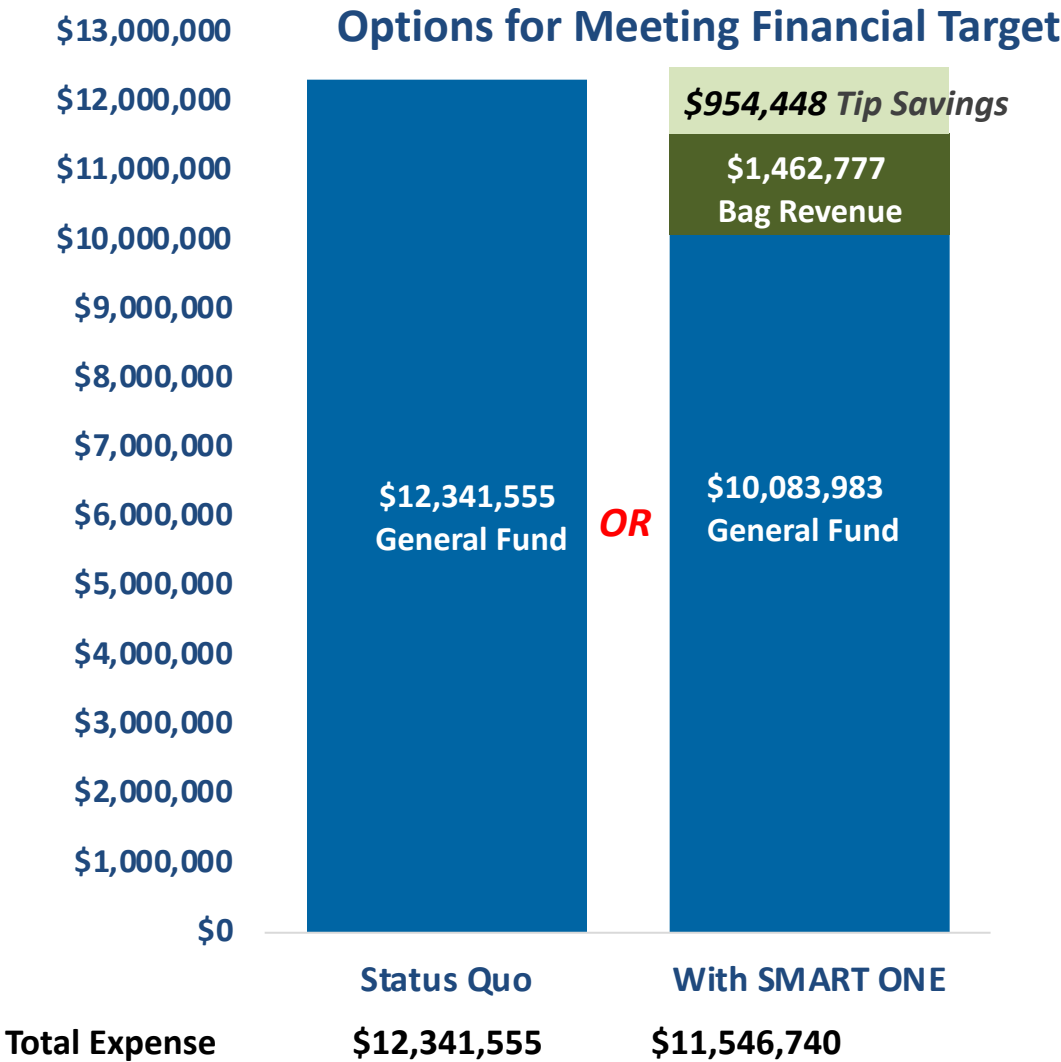 Options for Meeting Financial Target
$13,000,000
$12,000,000
$11,000,000
$10,000,000
$9,000,000
$8,000,000
$7,000,000
$6,000,000
$5,000,000
$4,000,000
$3,000,000
$2,000,000
$1,000,000
$0
$12,341,555
General Fund
OR
$954,448 Tip Savings
$1,462,777
Bag Revenue
$10,083,983
General Fund
Status Quo
With SMART ONE
Total Expense $12,341,555 $11,546,740